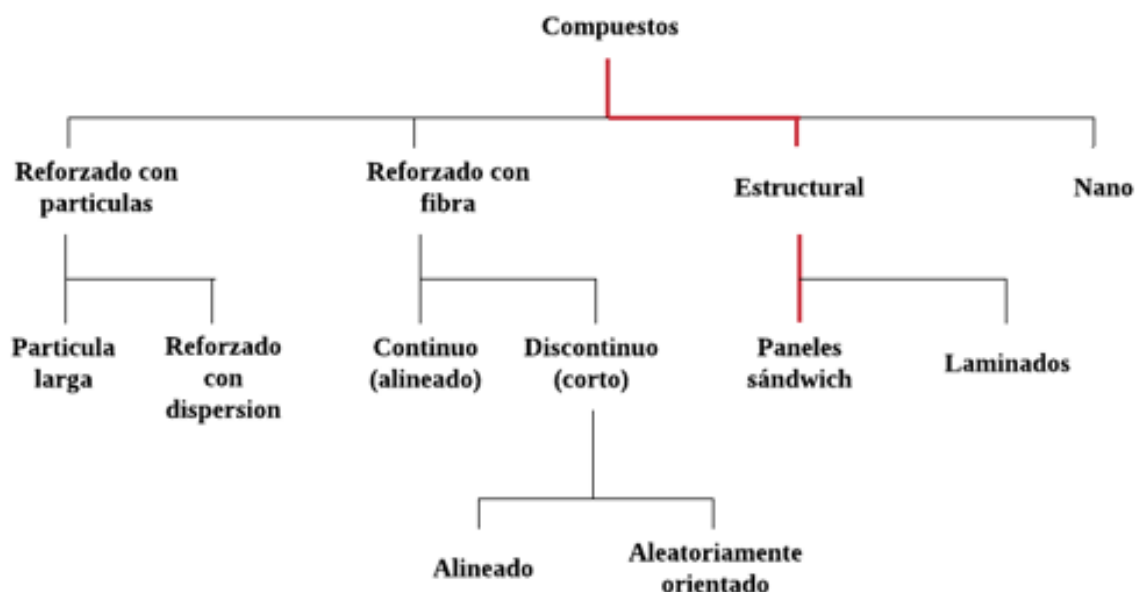 Compuestos
Reforzado con
particulas
Reforzado con
fibra
Estructural
Nano
Particula
larga
Reforzado
con
dispersion
Continuo
(alineado)
Discontinuo
(corto)
Paneles
sándwich
Laminados
Alineado
Aleatoriamente
orientado